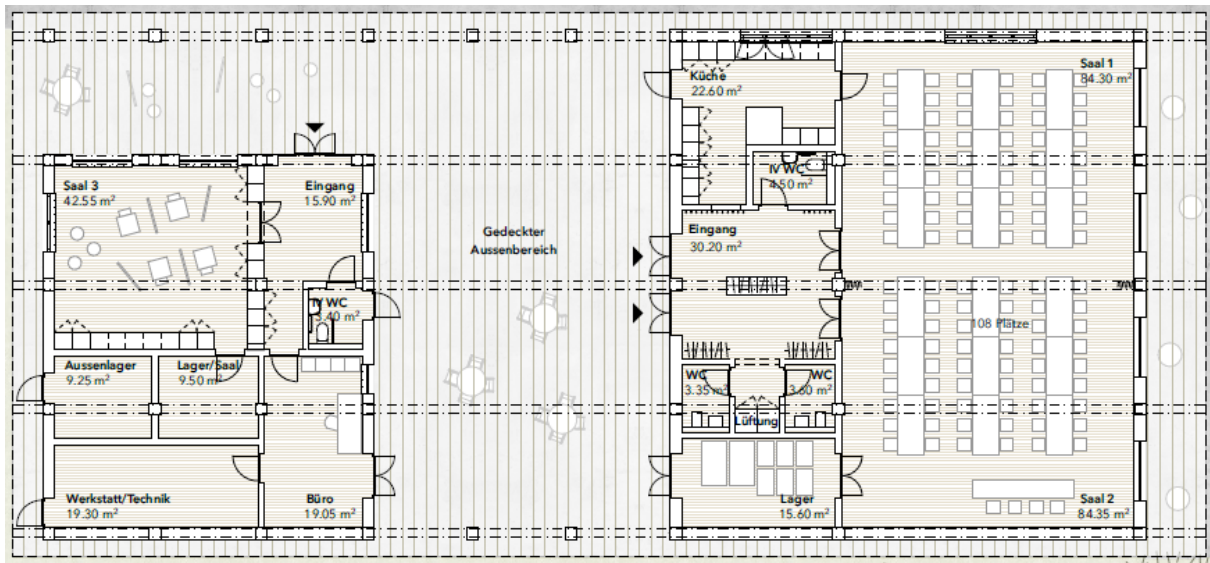 Saal 1
84.30 m²
Küche
22.60 m²
IV WC
4.50 m²
Saal 3
42.55 m²
Eingang
15.90 m²
Eingang
30.20 m²
Gedeckter
Aussenbereich
IV WC
3.40 m²
108 Plätze
Aussenlager
9.25 m²
Lager/Saal
9.50 m²
WC
3.35 m²
WC
3.60 m²
Lüftung
Werkstatt/Technik
19.30 m²
Büro
19.05 m²
Lager
15.60 m²
Saal 2
84.35 m²